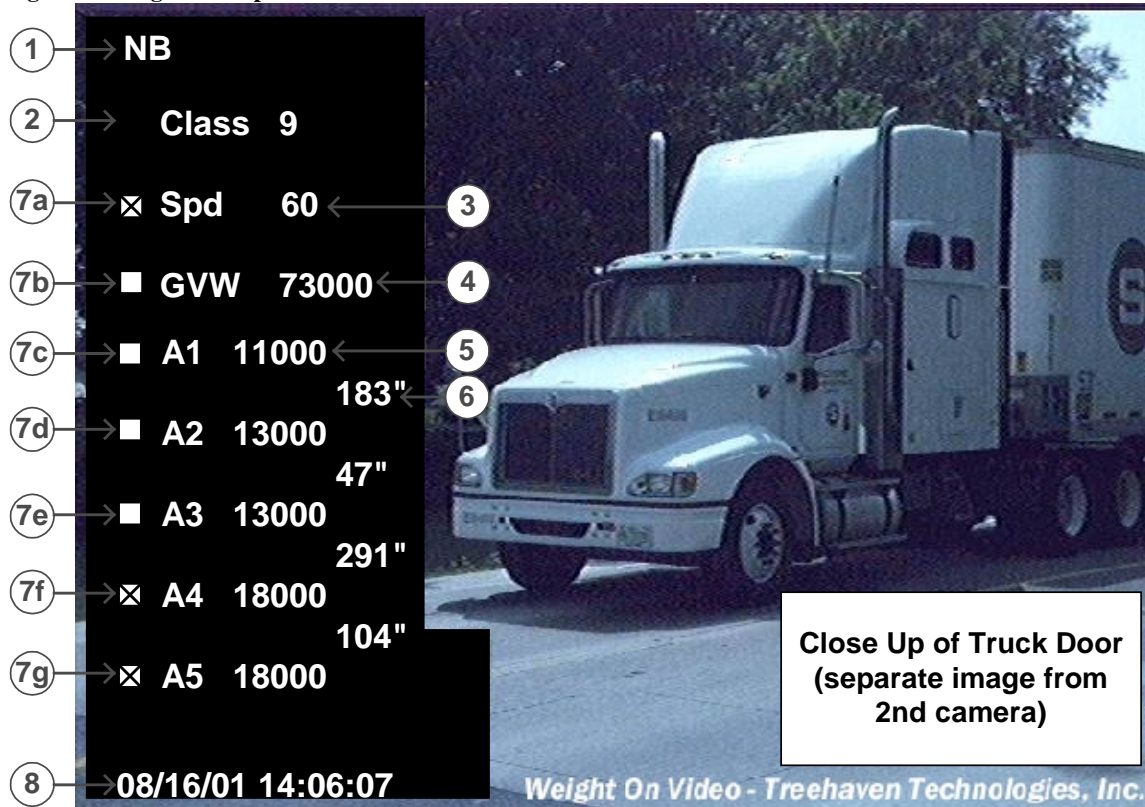 1
NB
2
Class 9
7a
Spd 60
3
7b
GVW 73000
4
7c
A1 11000
5
183"
6
7d
A2 13000
47"
7e
A3 13000
291"
7f
A4 18000
104"
7g
A5 18000
8
08/16/01 14:06:07
Close Up of Truck Door
(separate image from
2nd camera)
Weight On Video - Treehaven Technologies. Inc.